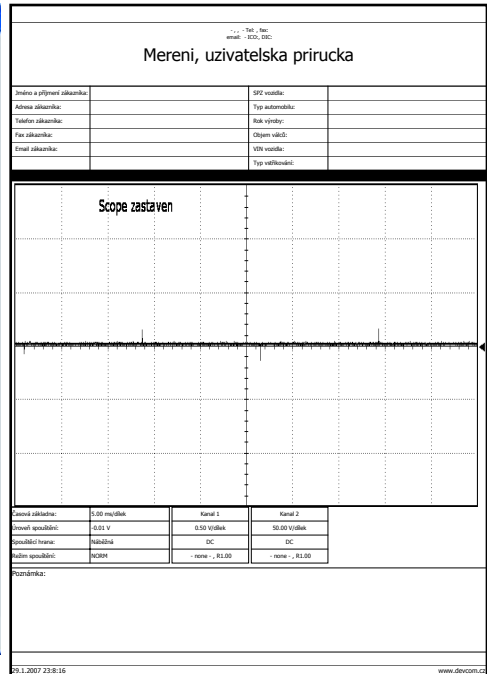 - , , - Tel: , fax:
email: - ICO:, DIC:
Mereni, uzivatelska prirucka
Jméno a příjmení zákazníka:
SPZ vozidla:
Adresa zákazníka:
Typ automobilu:
Telefon zákazníka:
Rok výroby:
Fax zákazníka:
Objem válců:
Email zákazníka:
VIN vozidla:
Typ vstřikování:
Scope zastaven
Časová základna: 5.00 ms/dílek Kanal 1 Kanal 2
Úroveň spouštění: -0.01 V 0.50 V/dílek 50.00 V/dílek
Spouštěcí hrana: Náběžná DC DC
Režim spouštění: NORM - none - , R1.00 - none - , R1.00
Poznámka:
29.1.2007 23:8:16 www.devcom.cz